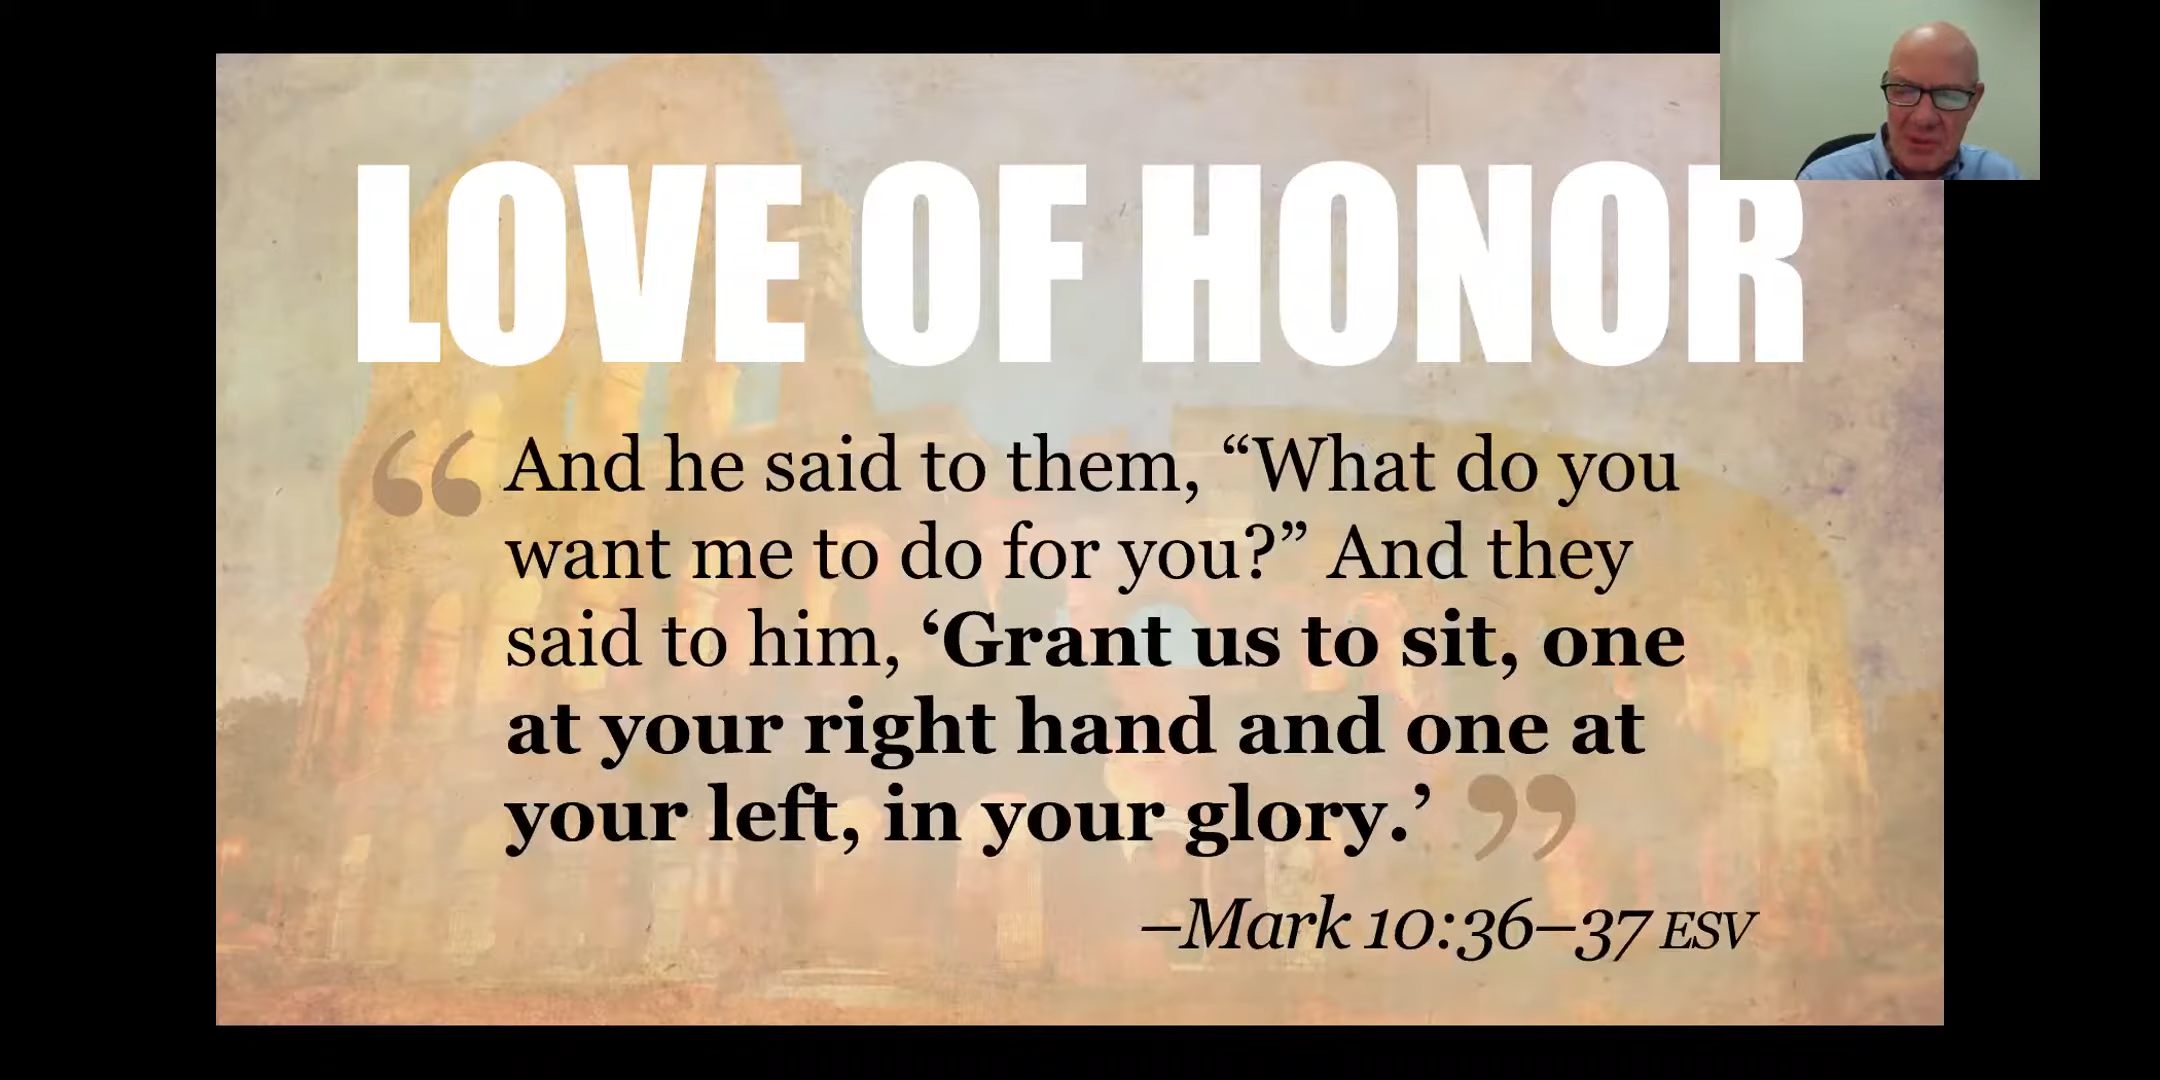 LOVE OF HONOR
“And he said to them, “What do you
want me to do for you?” And they
said to him, ‘Grant us to sit, one
at your right hand and one at
your left, in your glory.’”
–Mark 10:36–37 ESV